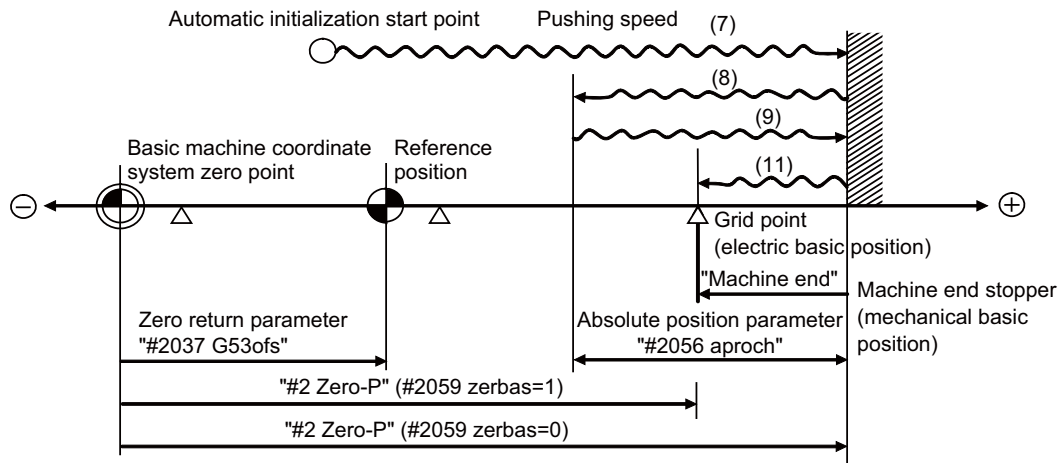 Automatic initialization start point
Pushing speed
(7)
(8)
(9)
Basic machine coordinate
system zero point
Reference
position
(11)
−
+
Grid point
(electric basic position)
"Machine end"
Machine end stopper
(mechanical basic
position)
Zero return parameter
"#2037 G53ofs"
Absolute position parameter
"#2056 aproch"
"#2 Zero-P" (#2059 zerbas=1)
"#2 Zero-P" (#2059 zerbas=0)